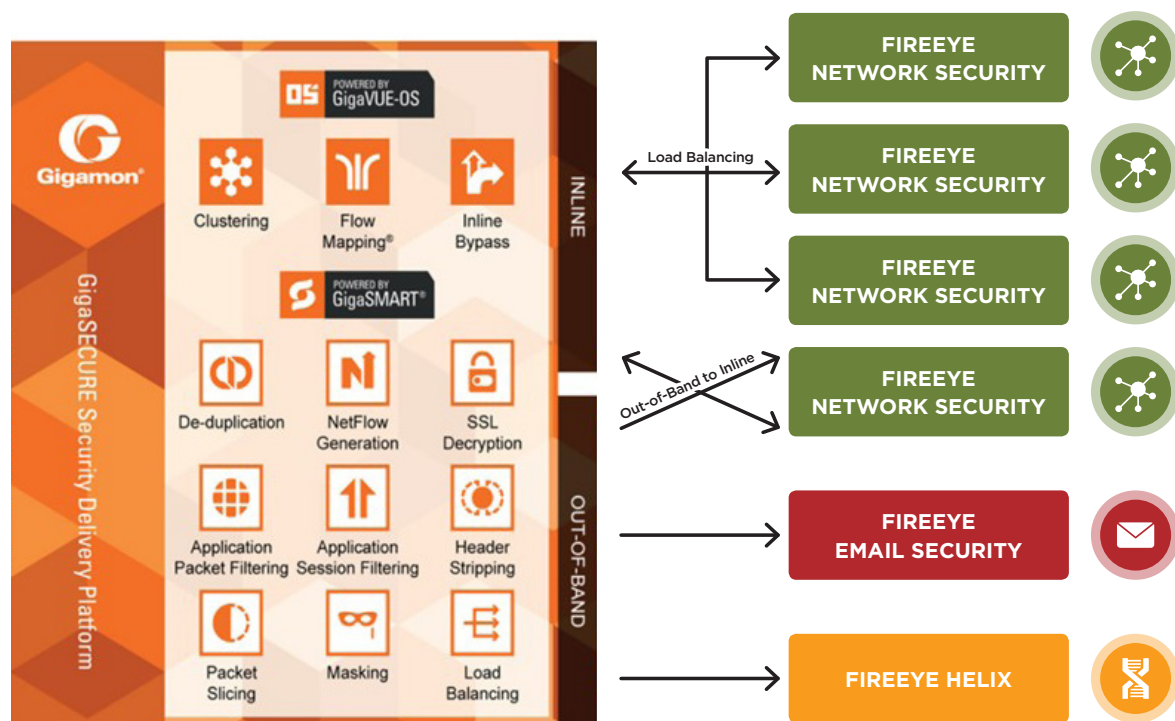 Gigamon®
GigaSECURE Security Delivery Platform
OS
POWERED BY
GigaVUE-OS
Clustering
Flow
Mapping®
Inline
Bypass
POWERED BY
GigaSMART®
De-duplication
NetFlow
Generation
SSL
Decryption
Application
Packet Filtering
Application
Session Filtering
Header
Stripping
Packet
Slicing
Masking
Load
Balancing
INLINE
OUT-OF-BAND
Load Balancing
Out-of-Band to Inline
FIREEYE
NETWORK SECURITY
FIREEYE
NETWORK SECURITY
FIREEYE
NETWORK SECURITY
FIREEYE
NETWORK SECURITY
FIREEYE
EMAIL SECURITY
FIREEYE HELIX